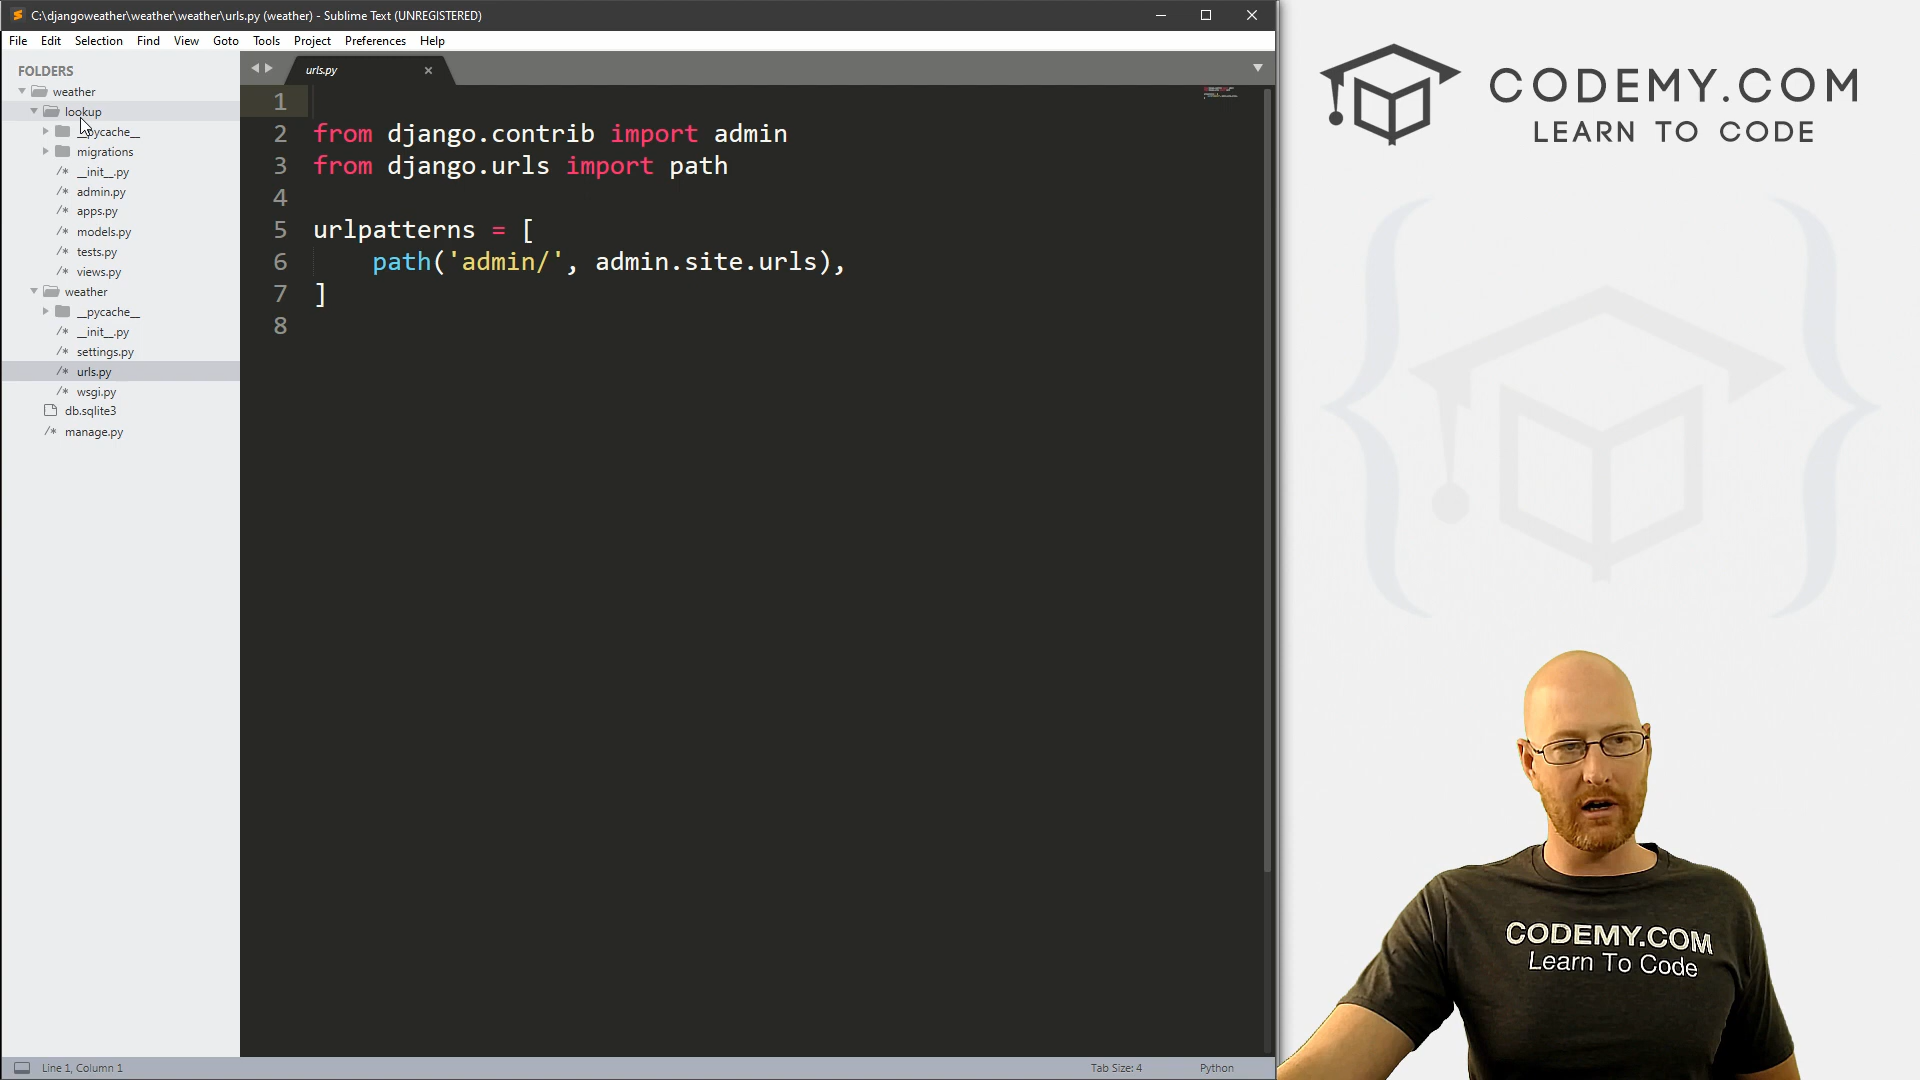 C:\djangoweather\weather\weather\urls.py (weather) - Sublime Text (UNREGISTERED)
File Edit Selection Find View Goto Tools Project Preferences Help
FOLDERS
weather
lookup
__pycache__
migrations
__init__.py
admin.py
apps.py
models.py
tests.py
views.py
weather
__pycache__
__init__.py
settings.py
urls.py
wsgi.py
db.sqlite3
manage.py
urls.py
1
2 from django.contrib import admin
3 from django.urls import path
4
5 urlpatterns = [
6 path('admin/', admin.site.urls),
7 ]
8
Line 1, Column 1
Tab Size: 4
Python
CODEMY.COM
LEARN TO CODE
CODEMY.COM
Learn To Code